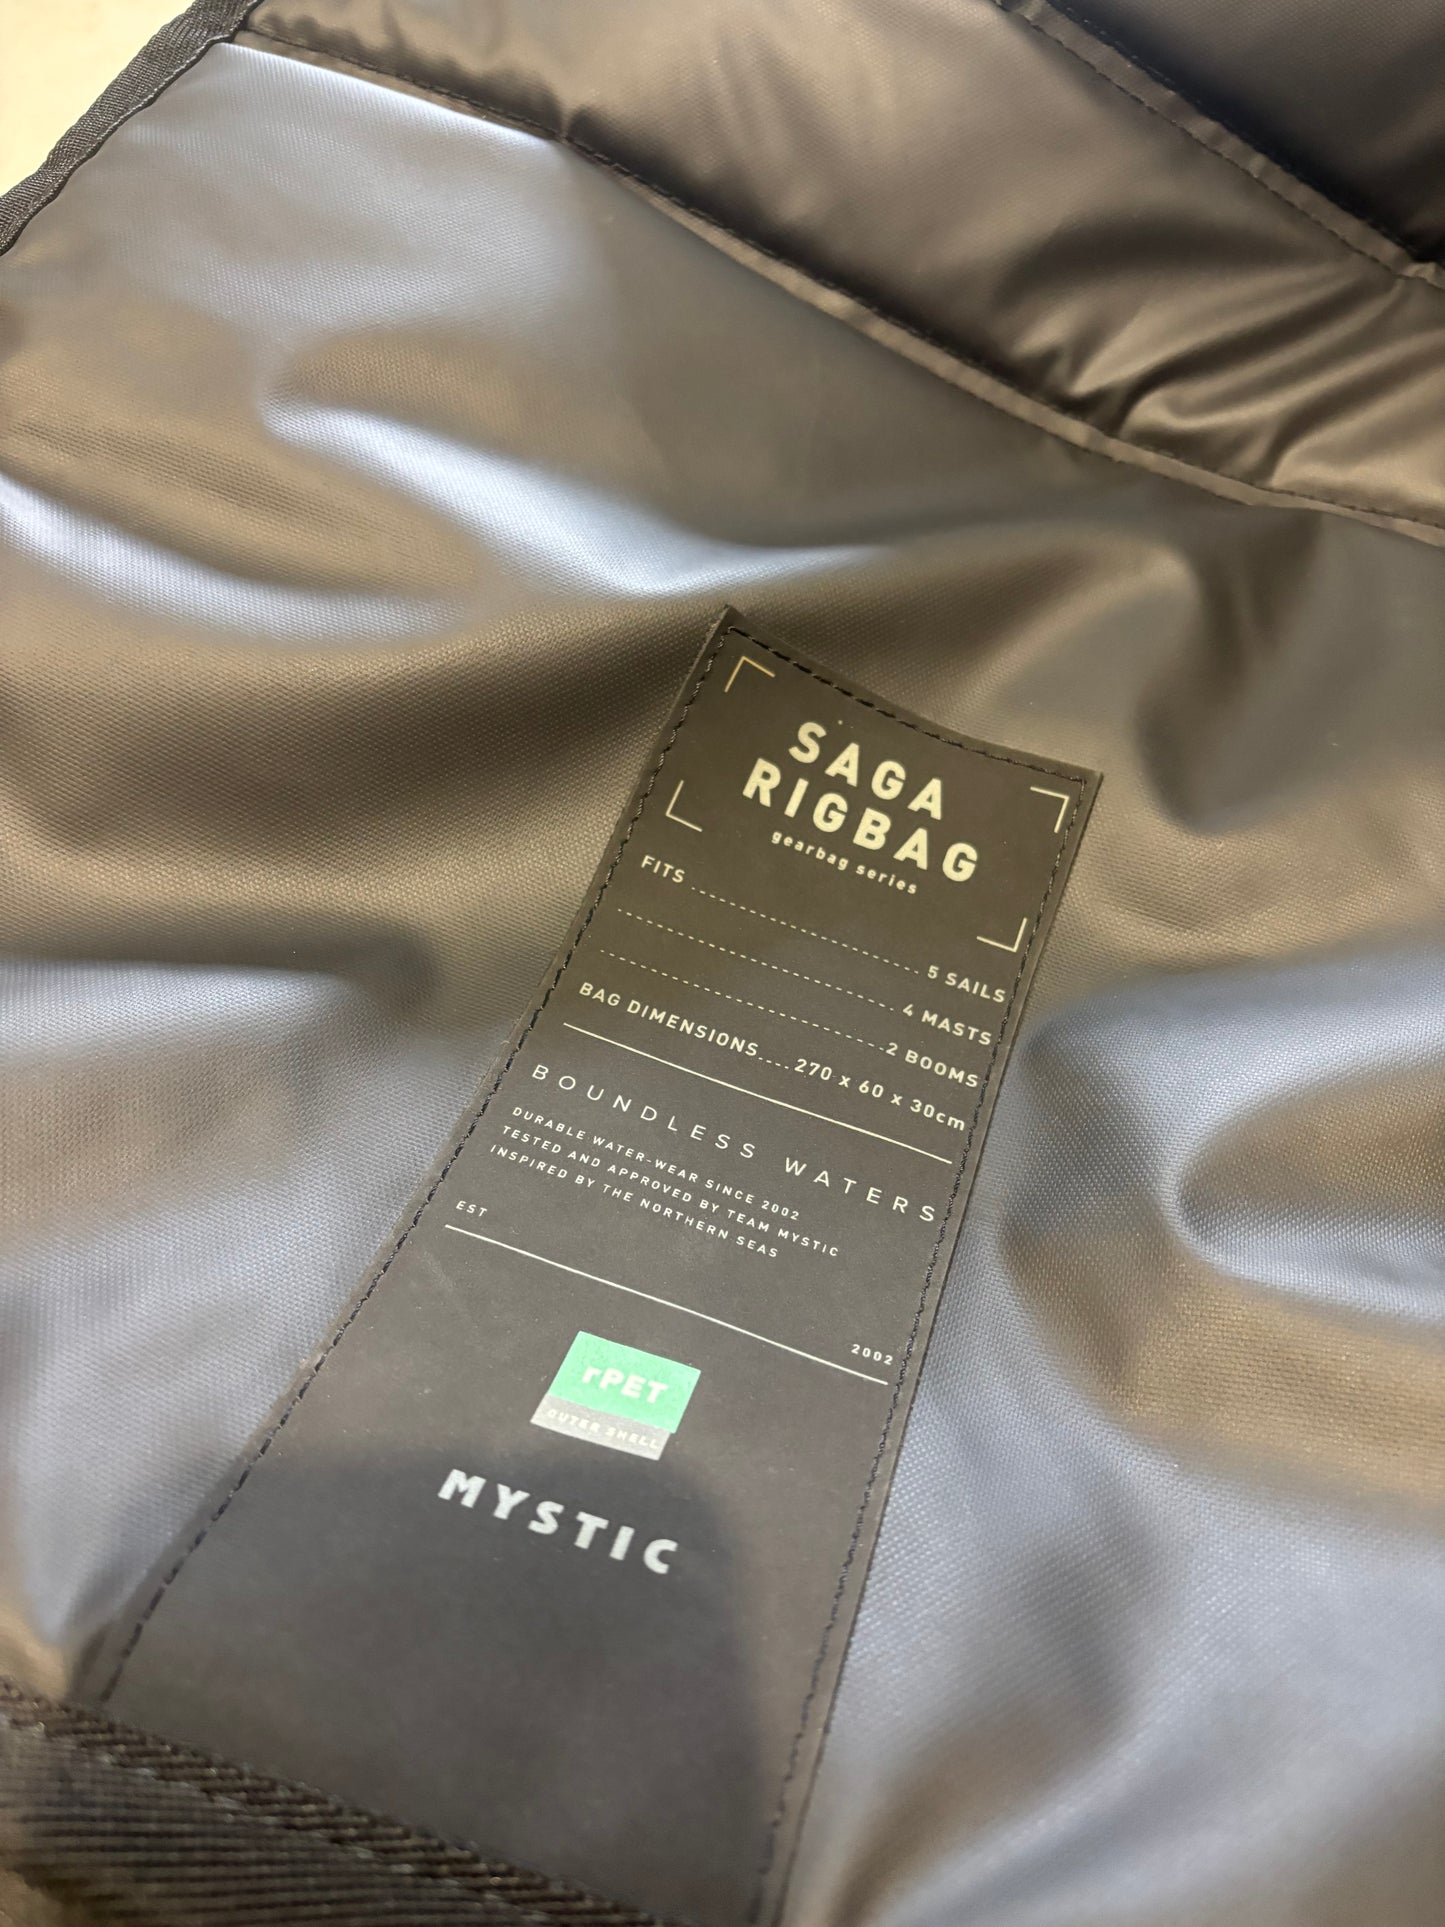 SAGA
RIGBAG
gearbag series
FITS ........................ 5 SAILS
........................ 4 MASTS
........................ 2 BOOMS
BAG DIMENSIONS..... 270 x 60 x 30cm
BOUNDLESS WATERS
DURABLE WATER-WEAR SINCE 2002
TESTED AND APPROVED BY TEAM MYSTIC
INSPIRED BY THE NORTHERN SEAS
EST
2002
rPET
OUTER SHELL
MYSTIC